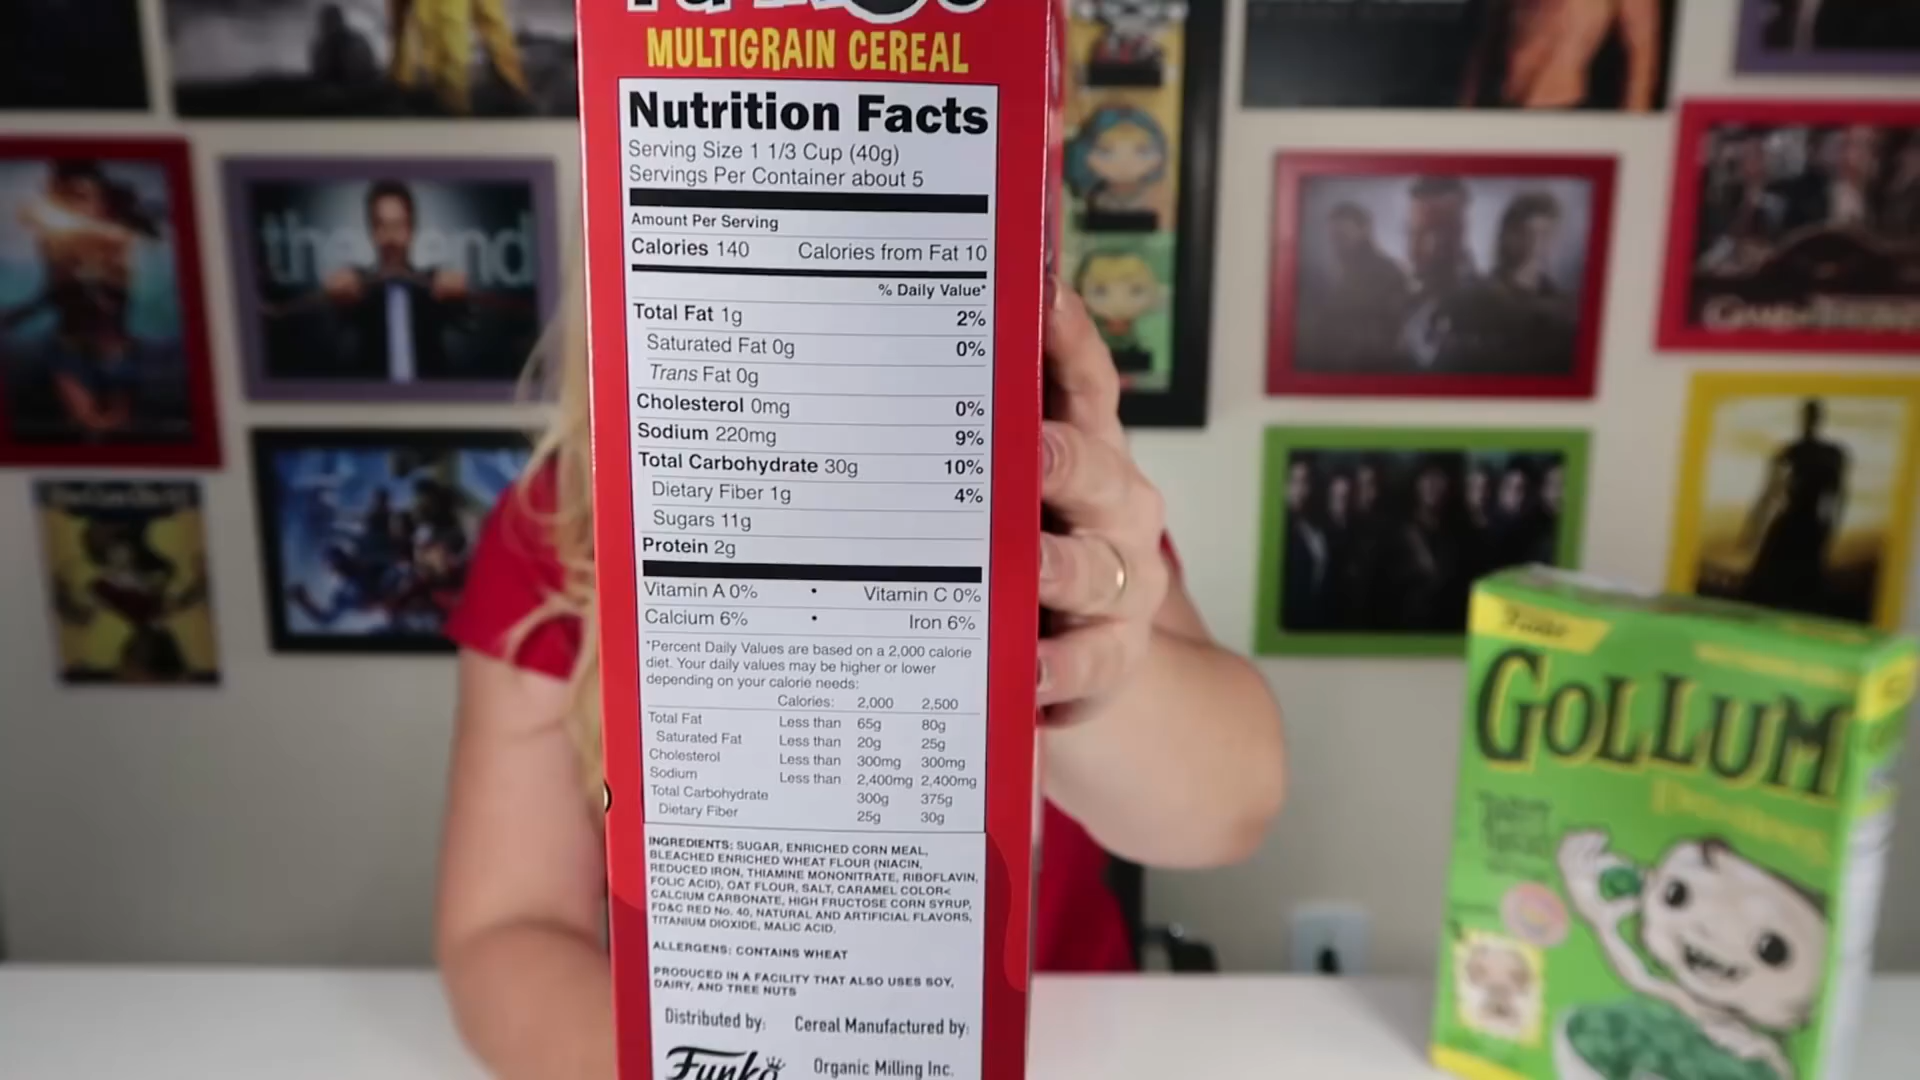 MULTIGRAIN CEREAL
Nutrition Facts
Serving Size 1 1/3 Cup (40g)
Servings Per Container about 5
Amount Per Serving
Calories 140 Calories from Fat 10
% Daily Value*
Total Fat 1g 2%
Saturated Fat 0g 0%
Trans Fat 0g
Cholesterol 0mg 0%
Sodium 220mg 9%
Total Carbohydrate 30g 10%
Dietary Fiber 1g 4%
Sugars 11g
Protein 2g
Vitamin A 0% • Vitamin C 0%
Calcium 6% • Iron 6%
*Percent Daily Values are based on a 2,000 calorie
diet. Your daily values may be higher or lower
depending on your calorie needs:
Calories: 2,000 2,500
Total Fat Less than 65g 80g
Saturated Fat Less than 20g 25g
Cholesterol Less than 300mg 300mg
Sodium Less than 2,400mg 2,400mg
Total Carbohydrate 300g 375g
Dietary Fiber 25g 30g
INGREDIENTS: SUGAR, ENRICHED CORN MEAL,
BLEACHED ENRICHED WHEAT FLOUR (NIACIN,
REDUCED IRON, THIAMINE MONONITRATE, RIBOFLAVIN,
FOLIC ACID), OAT FLOUR, SALT, CARAMEL COLOR<
CALCIUM CARBONATE, HIGH FRUCTOSE CORN SYRUP,
FD&C RED No. 40, NATURAL AND ARTIFICIAL FLAVORS,
TITANIUM DIOXIDE, MALIC ACID.
ALLERGENS: CONTAINS WHEAT
PRODUCED IN A FACILITY THAT ALSO USES SOY,
DAIRY, AND TREE NUTS
Distributed by: Cereal Manufactured by:
Funko Organic Milling Inc.
the end
GAME OF THRONES
Funko
GOLLUM